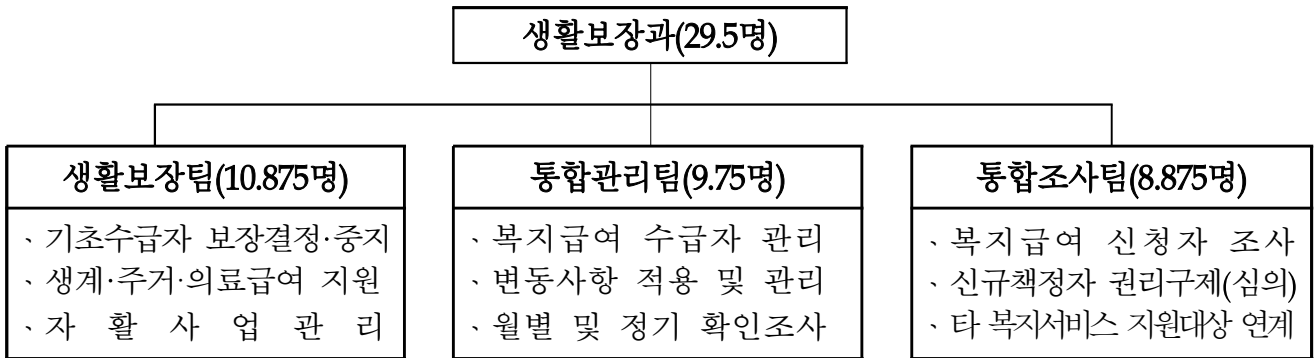 생활보장과(29.5명)
생활보장팀(10.875명)
、기초수급자 보장결정·중지
、생계·주거·의료급여 지원
、자 활 사 업 관 리
통합관리팀(9.75명)
、복지급여 수급자 관리
、변동사항 적용 및 관리
、월별 및 정기 확인조사
통합조사팀(8.875명)
、복지급여 신청자 조사
、신규책정자 권리구제(심의)
、타 복지서비스 지원대상 연계